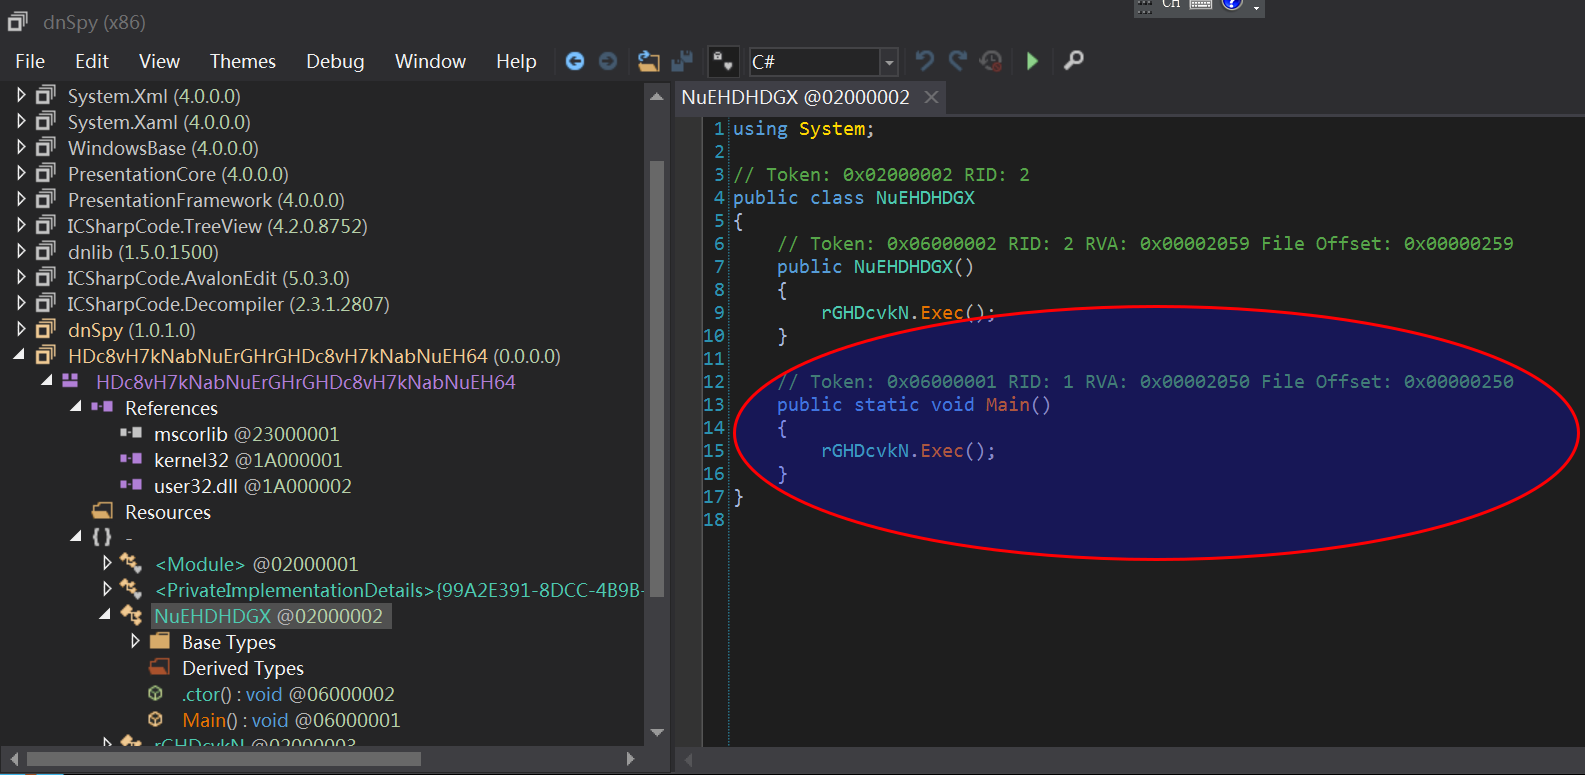 CH
dnSpy (x86)
File Edit View Themes Debug Window Help C#
System.Xml (4.0.0.0)
System.Xaml (4.0.0.0)
WindowsBase (4.0.0.0)
PresentationCore (4.0.0.0)
PresentationFramework (4.0.0.0)
ICSharpCode.TreeView (4.2.0.8752)
dnlib (1.5.0.1500)
ICSharpCode.AvalonEdit (5.0.3.0)
ICSharpCode.Decompiler (2.3.1.2807)
dnSpy (1.0.1.0)
HDc8vH7kNabNuErGHrGHDc8vH7kNabNuEH64 (0.0.0.0)
HDc8vH7kNabNuErGHrGHDc8vH7kNabNuEH64
References
mscorlib @23000001
kernel32 @1A000001
user32.dll @1A000002
Resources
{ } -
<Module> @02000001
<PrivateImplementationDetails>{99A2E391-8DCC-4B9B-
NuEHDHDGX @02000002
Base Types
Derived Types
.ctor() : void @06000002
Main() : void @06000001
rGHDcvkN @02000003
NuEHDHDGX @02000002
1 using System;
2
3 // Token: 0x02000002 RID: 2
4 public class NuEHDHDGX
5 {
6 // Token: 0x06000002 RID: 2 RVA: 0x00002059 File Offset: 0x00000259
7 public NuEHDHDGX()
8 {
9 rGHDcvkN.Exec();
10 }
11
12 // Token: 0x06000001 RID: 1 RVA: 0x00002050 File Offset: 0x00000250
13 public static void Main()
14 {
15 rGHDcvkN.Exec();
16 }
17 }
18